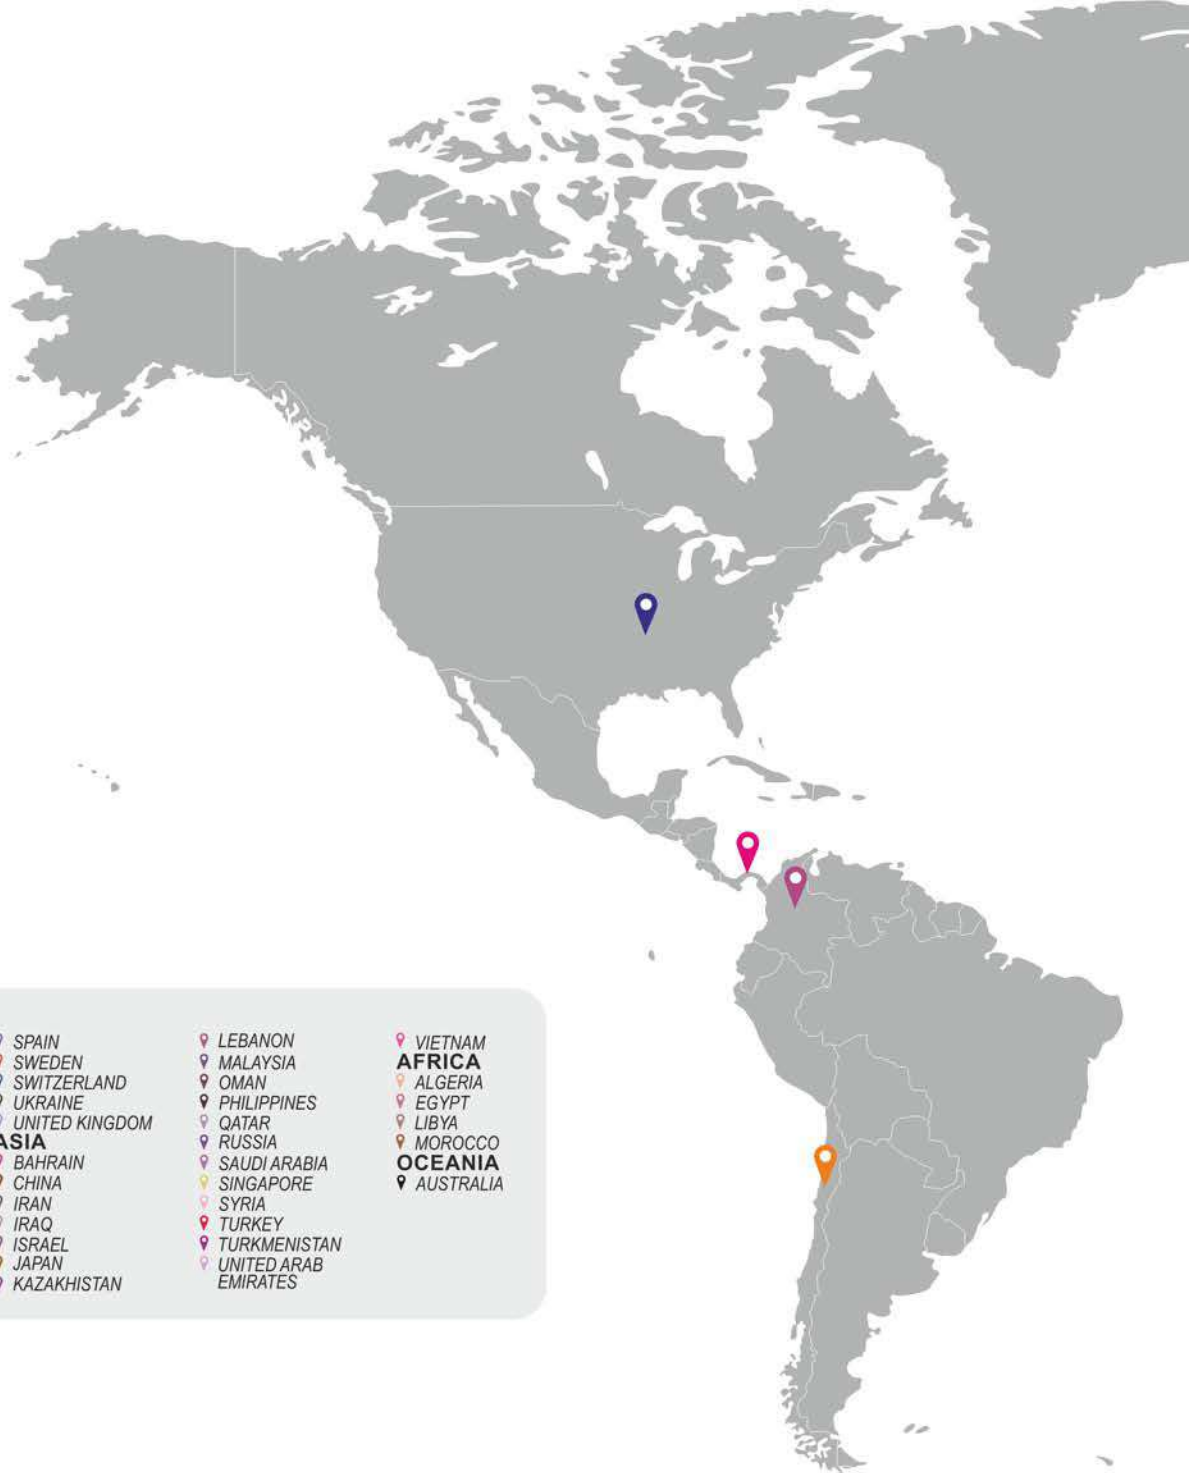 SPAIN
SWEDEN
SWITZERLAND
UKRAINE
UNITED KINGDOM
ASIA
BAHRAIN
CHINA
IRAN
IRAQ
ISRAEL
JAPAN
KAZAKHISTAN
LEBANON
MALAYSIA
OMAN
PHILIPPINES
QATAR
RUSSIA
SAUDI ARABIA
SINGAPORE
SYRIA
TURKEY
TURKMENISTAN
UNITED ARAB
EMIRATES
VIETNAM
AFRICA
ALGERIA
EGYPT
LIBYA
MOROCCO
OCEANIA
AUSTRALIA